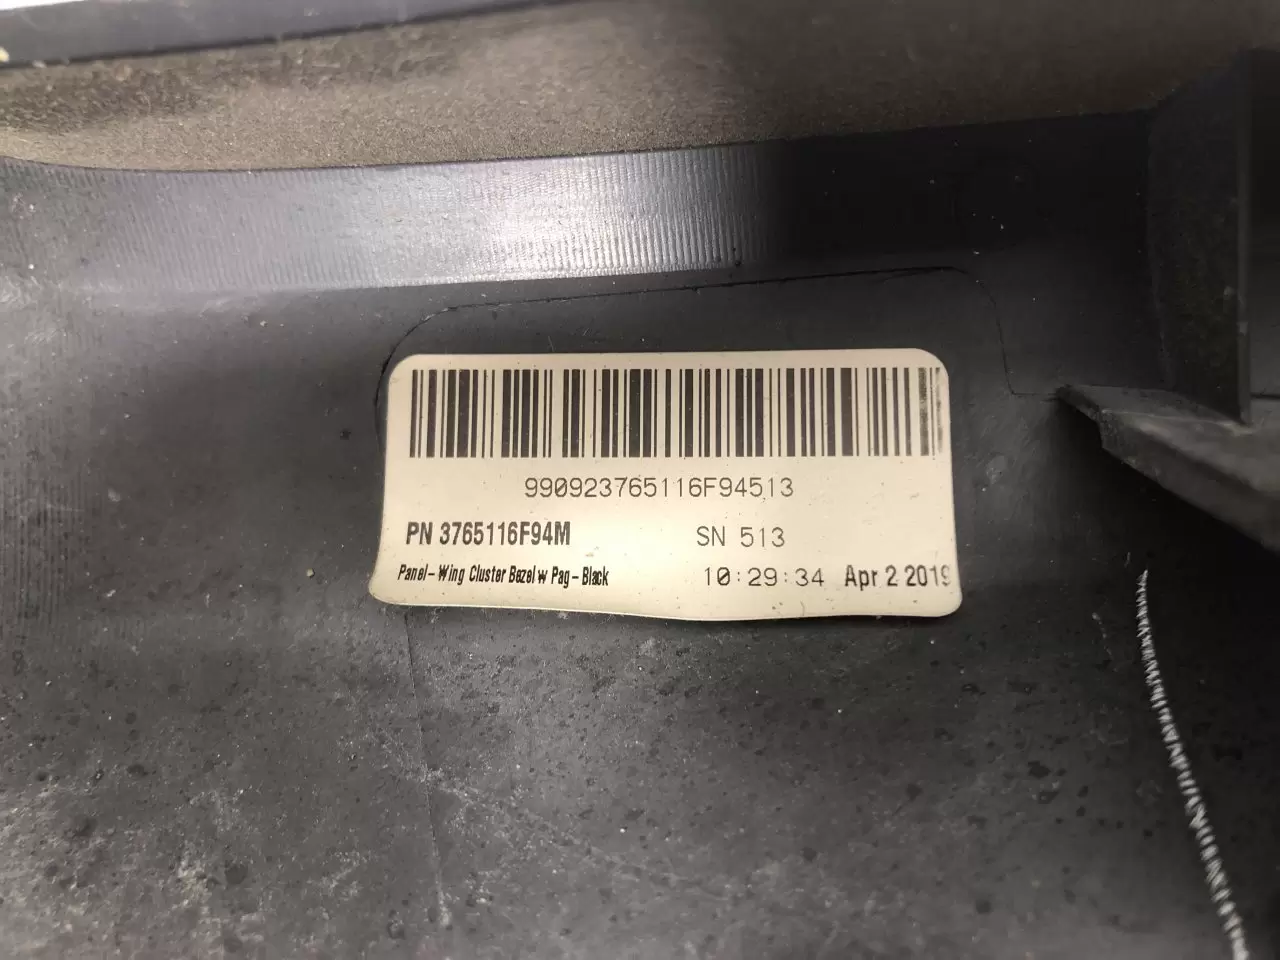 990923765116F94513
PN 3765116F94M SN 513
Panel-Wing Cluster Bezel w Pag-Black 10:29:34 Apr 2 2019